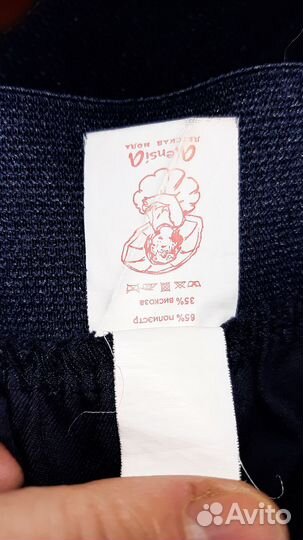 65% полиэстр
35% вискоза
ДЕТСКАЯ МОДА
aLensia
Avito